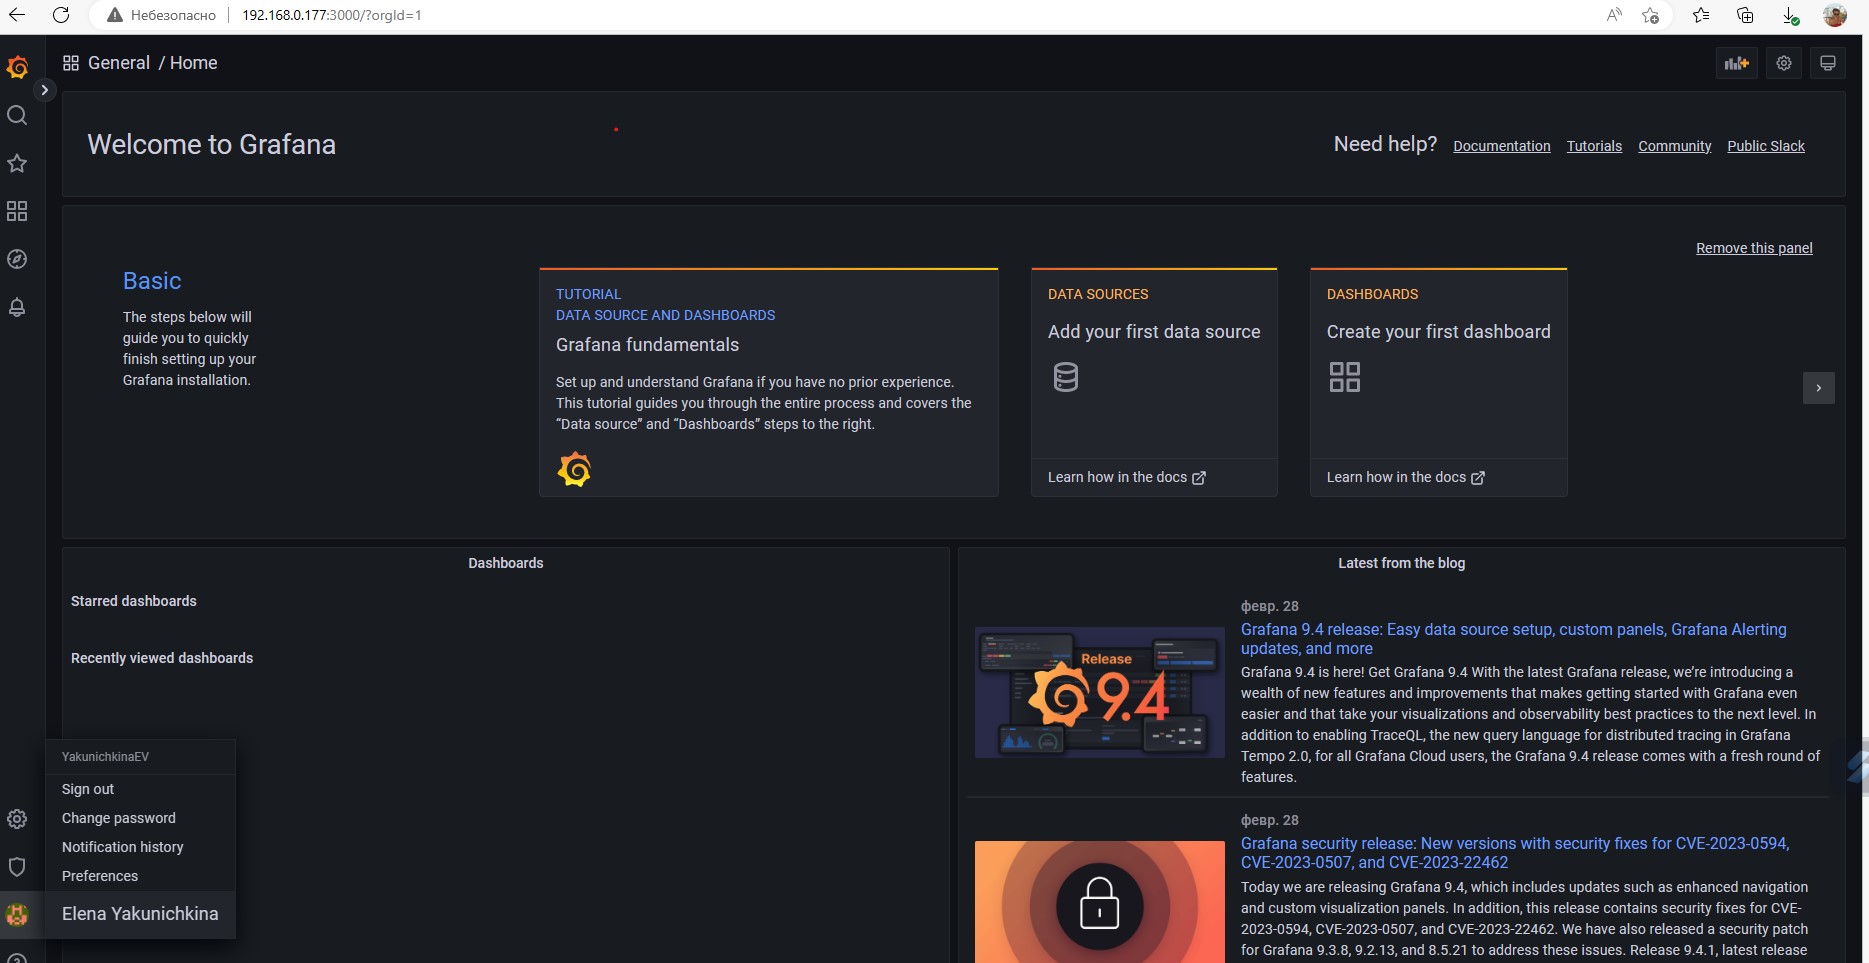 Небезопасно
192.168.0.177:3000/?orgId=1
General / Home
Welcome to Grafana
Need help? Documentation Tutorials Community Public Slack
Remove this panel
Basic
The steps below will
guide you to quickly
finish setting up your
Grafana installation.
TUTORIAL
DATA SOURCE AND DASHBOARDS
Grafana fundamentals
Set up and understand Grafana if you have no prior experience.
This tutorial guides you through the entire process and covers the
“Data source” and “Dashboards” steps to the right.
DATA SOURCES
Add your first data source
Learn how in the docs
DASHBOARDS
Create your first dashboard
Learn how in the docs
Dashboards
Starred dashboards
Recently viewed dashboards
YakunichkinaEV
Sign out
Change password
Notification history
Preferences
Elena Yakunichkina
Latest from the blog
февр. 28
Release
9.4
Grafana 9.4 release: Easy data source setup, custom panels, Grafana Alerting
updates, and more
Grafana 9.4 is here! Get Grafana 9.4 With the latest Grafana release, we’re introducing a
wealth of new features and improvements that makes getting started with Grafana even
easier and that take your visualizations and observability best practices to the next level. In
addition to enabling TraceQL, the new query language for distributed tracing in Grafana
Tempo 2.0, for all Grafana Cloud users, the Grafana 9.4 release comes with a fresh round of
features.
февр. 28
Grafana security release: New versions with security fixes for CVE-2023-0594,
CVE-2023-0507, and CVE-2023-22462
Today we are releasing Grafana 9.4, which includes updates such as enhanced navigation
and custom visualization panels. In addition, this release contains security fixes for CVE-
2023-0594, CVE-2023-0507, and CVE-2023-22462. We have also released a security patch
for Grafana 9.3.8, 9.2.13, and 8.5.21 to address these issues. Release 9.4.1, latest release